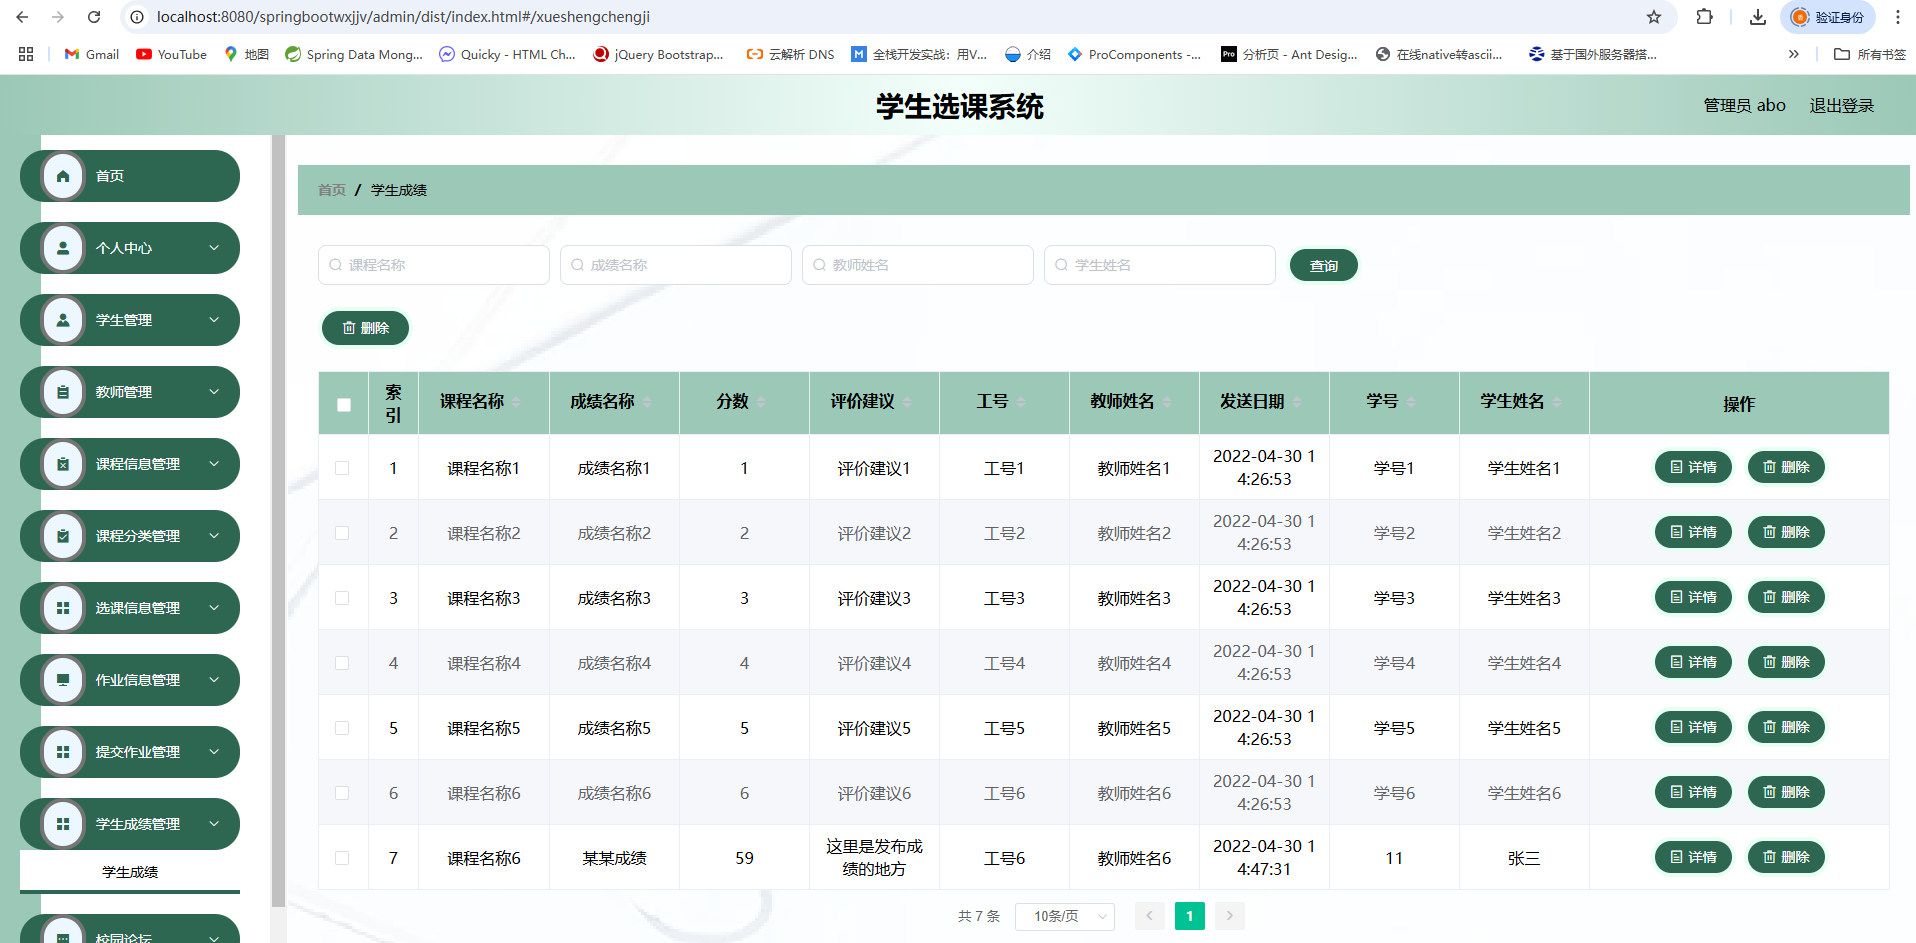 localhost:8080/springbootwxjjv/admin/dist/index.html#/xueshengchengji
验证身份
Gmail YouTube 地图 Spring Data Mong... Quicky - HTML Ch... jQuery Bootstrap... 云解析 DNS 全栈开发实战：用V... 介绍 ProComponents -... Pro 分析页 - Ant Desig... 在线native转ascii... 基于国外服务器搭... » 所有书签
学生选课系统
管理员 abo 退出登录
首页
个人中心
学生管理
教师管理
课程信息管理
课程分类管理
选课信息管理
作业信息管理
提交作业管理
学生成绩管理
学生成绩
校园论坛
首页 / 学生成绩
课程名称 成绩名称 教师姓名 学生姓名 查询
删除
索引 课程名称 成绩名称 分数 评价建议 工号 教师姓名 发送日期 学号 学生姓名 操作
1 课程名称1 成绩名称1 1 评价建议1 工号1 教师姓名1 2022-04-30 14:26:53 学号1 学生姓名1 详情 删除
2 课程名称2 成绩名称2 2 评价建议2 工号2 教师姓名2 2022-04-30 14:26:53 学号2 学生姓名2 详情 删除
3 课程名称3 成绩名称3 3 评价建议3 工号3 教师姓名3 2022-04-30 14:26:53 学号3 学生姓名3 详情 删除
4 课程名称4 成绩名称4 4 评价建议4 工号4 教师姓名4 2022-04-30 14:26:53 学号4 学生姓名4 详情 删除
5 课程名称5 成绩名称5 5 评价建议5 工号5 教师姓名5 2022-04-30 14:26:53 学号5 学生姓名5 详情 删除
6 课程名称6 成绩名称6 6 评价建议6 工号6 教师姓名6 2022-04-30 14:26:53 学号6 学生姓名6 详情 删除
7 课程名称6 某某成绩 59 这里是发布成绩的地方 工号6 教师姓名6 2022-04-30 14:47:31 11 张三 详情 删除
共 7 条 10条/页 1